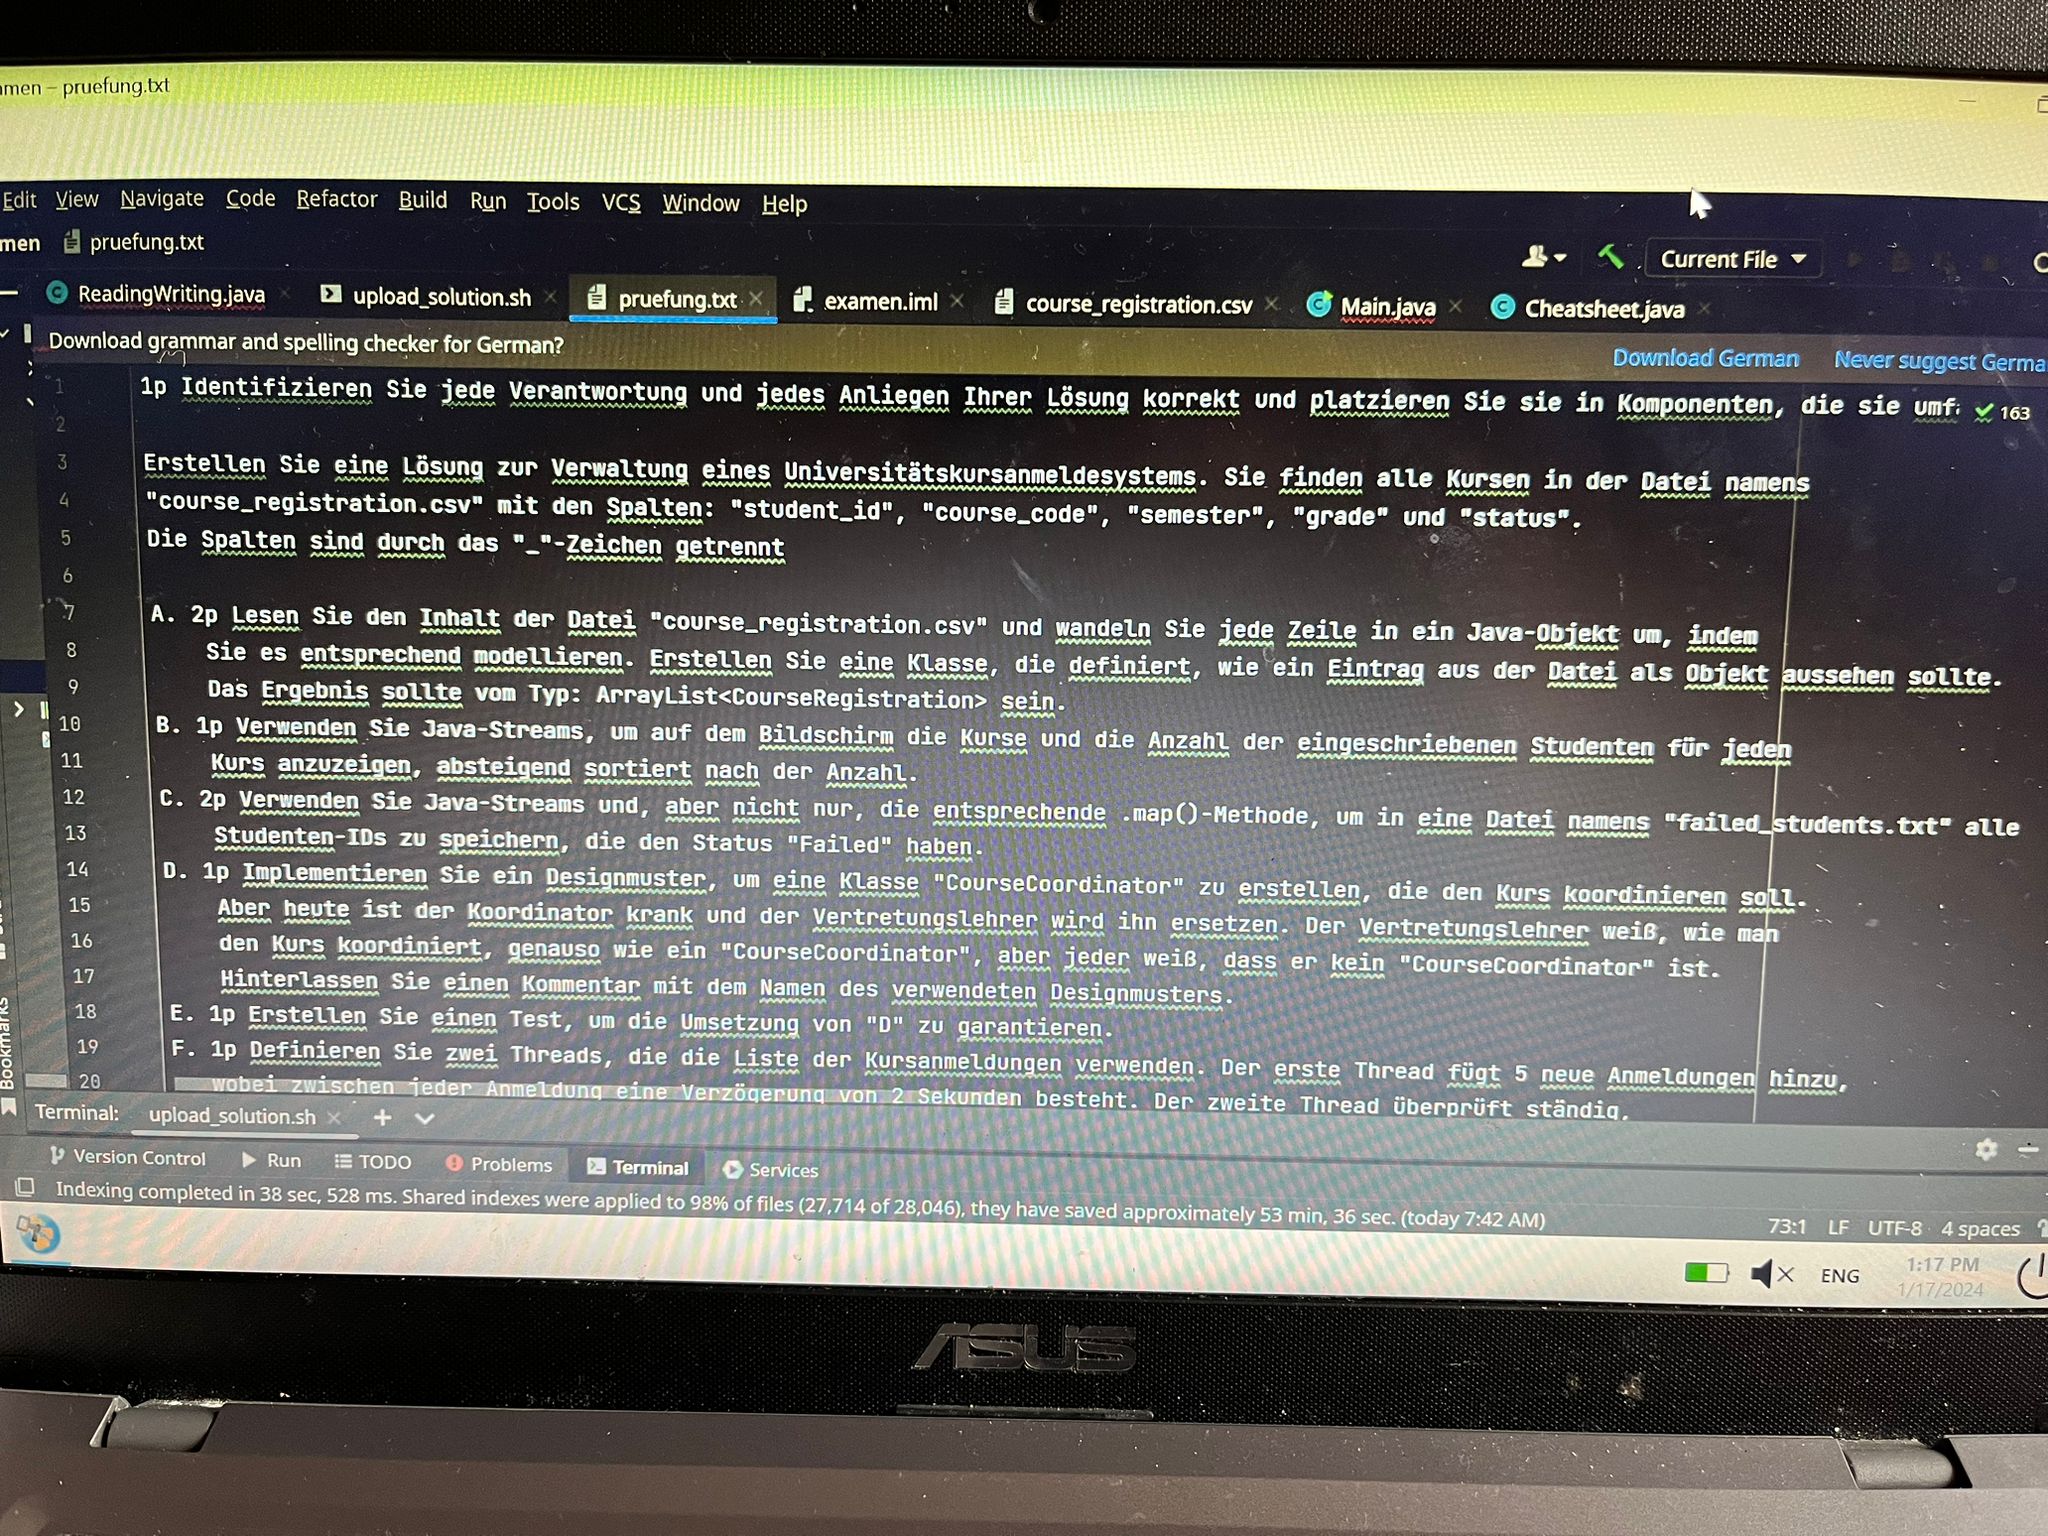 amen – pruefung.txt
Edit View Navigate Code Refactor Build Run Tools VCS Window Help
men pruefung.txt
Current File
ReadingWriting.java upload_solution.sh pruefung.txt examen.iml course_registration.csv Main.java Cheatsheet.java
Download grammar and spelling checker for German? Download German Never suggest Germa
1 1p Identifizieren Sie jede Verantwortung und jedes Anliegen Ihrer Lösung korrekt und platzieren Sie sie in Komponenten, die sie umf 163
2
3 Erstellen Sie eine Lösung zur Verwaltung eines Universitätskursanmeldesystems. Sie finden alle Kursen in der Datei namens
4 "course_registration.csv" mit den Spalten: "student_id", "course_code", "semester", "grade" und "status".
5 Die Spalten sind durch das "_"-Zeichen getrennt
6
7 A. 2p Lesen Sie den Inhalt der Datei "course_registration.csv" und wandeln Sie jede Zeile in ein Java-Objekt um, indem
8 Sie es entsprechend modellieren. Erstellen Sie eine Klasse, die definiert, wie ein Eintrag aus der Datei als Objekt aussehen sollte.
9 Das Ergebnis sollte vom Typ: ArrayList<CourseRegistration> sein.
10 B. 1p Verwenden Sie Java-Streams, um auf dem Bildschirm die Kurse und die Anzahl der eingeschriebenen Studenten für jeden
11 Kurs anzuzeigen, absteigend sortiert nach der Anzahl.
12 C. 2p Verwenden Sie Java-Streams und, aber nicht nur, die entsprechende .map()-Methode, um in eine Datei namens "failed_students.txt" alle
13 Studenten-IDs zu speichern, die den Status "Failed" haben.
14 D. 1p Implementieren Sie ein Designmuster, um eine Klasse "CourseCoordinator" zu erstellen, die den Kurs koordinieren soll.
15 Aber heute ist der Koordinator krank und der Vertretungslehrer wird ihn ersetzen. Der Vertretungslehrer weiß, wie man
16 den Kurs koordiniert, genauso wie ein "CourseCoordinator", aber jeder weiß, dass er kein "CourseCoordinator" ist.
17 Hinterlassen Sie einen Kommentar mit dem Namen des verwendeten Designmusters.
18 E. 1p Erstellen Sie einen Test, um die Umsetzung von "D" zu garantieren.
19 F. 1p Definieren Sie zwei Threads, die die Liste der Kursanmeldungen verwenden. Der erste Thread fügt 5 neue Anmeldungen hinzu,
20 wobei zwischen jeder Anmeldung eine Verzögerung von 2 Sekunden besteht. Der zweite Thread überprüft ständig,
Bookmarks
Terminal: upload_solution.sh
Version Control Run TODO Problems Terminal Services
Indexing completed in 38 sec, 528 ms. Shared indexes were applied to 98% of files (27,714 of 28,046), they have saved approximately 53 min, 36 sec. (today 7:42 AM)
73:1 LF UTF-8 4 spaces
ENG 1:17 PM
1/17/2024
ASUS